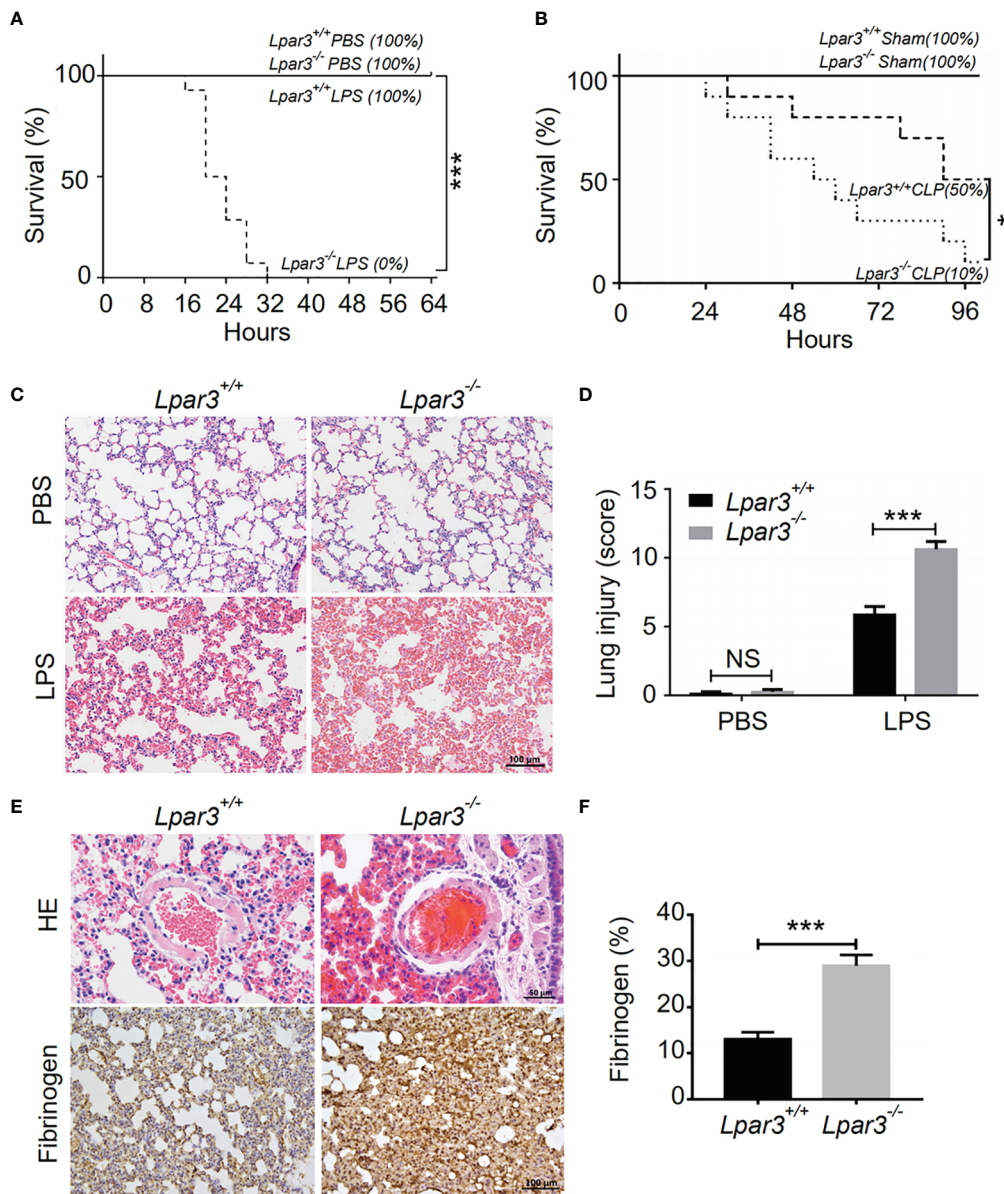 A
Lpar3+/+ PBS (100%)
Lpar3-/- PBS (100%)
Lpar3+/+ LPS (100%)
100
50
0
Survival (%)
***
Lpar3-/- LPS (0%)
0 8 16 24 32 40 48 56 64
Hours
B
Lpar3+/+ Sham(100%)
Lpar3-/- Sham(100%)
100
50
0
Survival (%)
Lpar3+/+ CLP(50%)
*
Lpar3-/- CLP(10%)
0 24 48 72 96
Hours
C
Lpar3+/+ Lpar3-/-
PBS
LPS
100 μm
D
15
10
5
0
Lung injury (score)
Lpar3+/+
Lpar3-/-
***
NS
PBS LPS
E
Lpar3+/+ Lpar3-/-
HE
50 μm
Fibrinogen
100 μm
F
40
30
20
10
0
Fibrinogen (%)
***
Lpar3+/+ Lpar3-/-